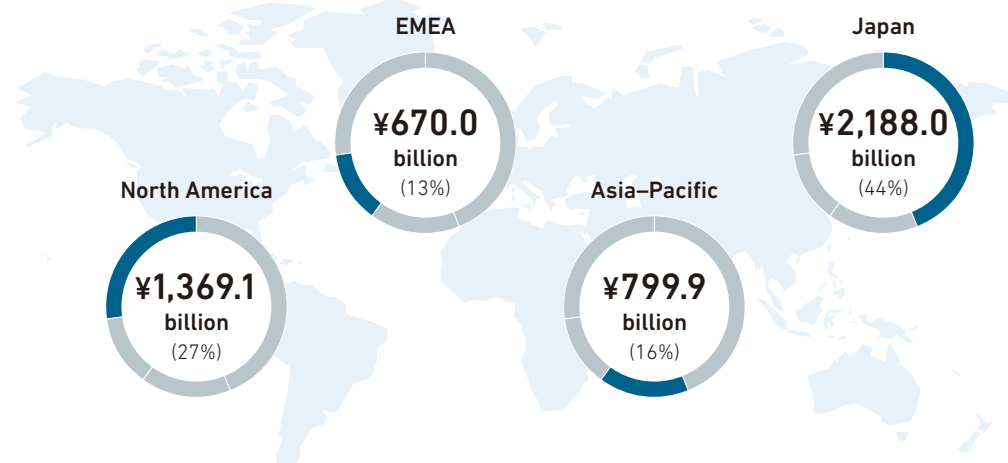 EMEA
¥670.0
billion
(13%)
Japan
¥2,188.0
billion
(44%)
North America
¥1,369.1
billion
(27%)
Asia–Pacific
¥799.9
billion
(16%)